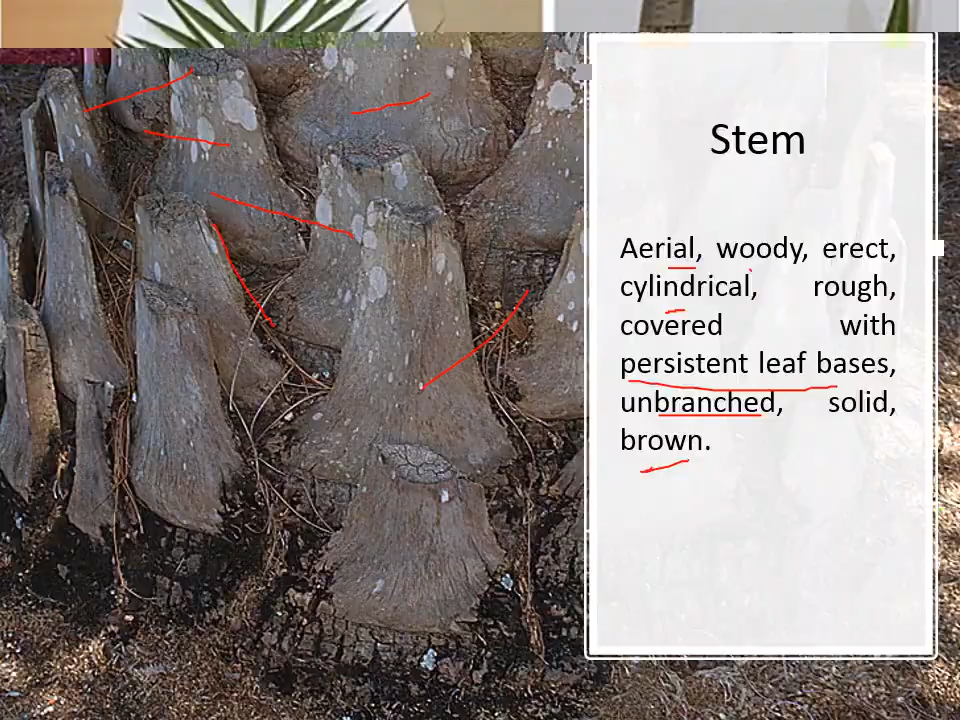 Stem
Aerial, woody, erect,
cylindrical, rough,
covered with
persistent leaf bases,
unbranched, solid,
brown.